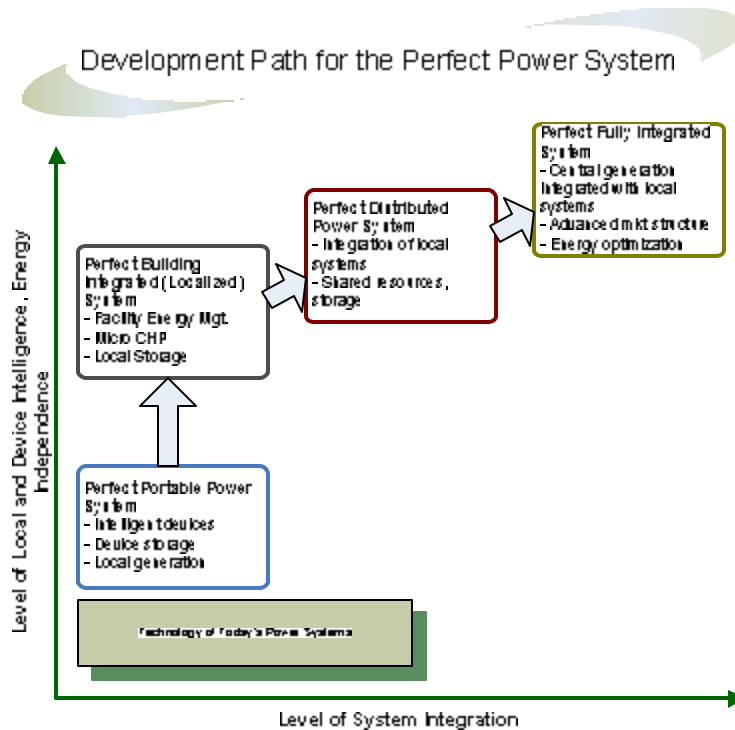 Development Path for the Perfect Power System
Perfect Fully Integrated
System
- Central generation
integrated with local
systems
- Advanced mkt structure
- Energy optimization
Perfect Distributed
Power System
- Integration of local
systems
- Shared resources,
storage
Perfect Building
Integrated (Localized)
System
- Facility Energy Mgt.
- Micro CHP
- Local Storage
Perfect Portable Power
System
- Intelligent devices
- Device storage
- Local generation
Technology of Today's Power Systems
Level of Local and Device Intelligence, Energy
Independence
Level of System Integration